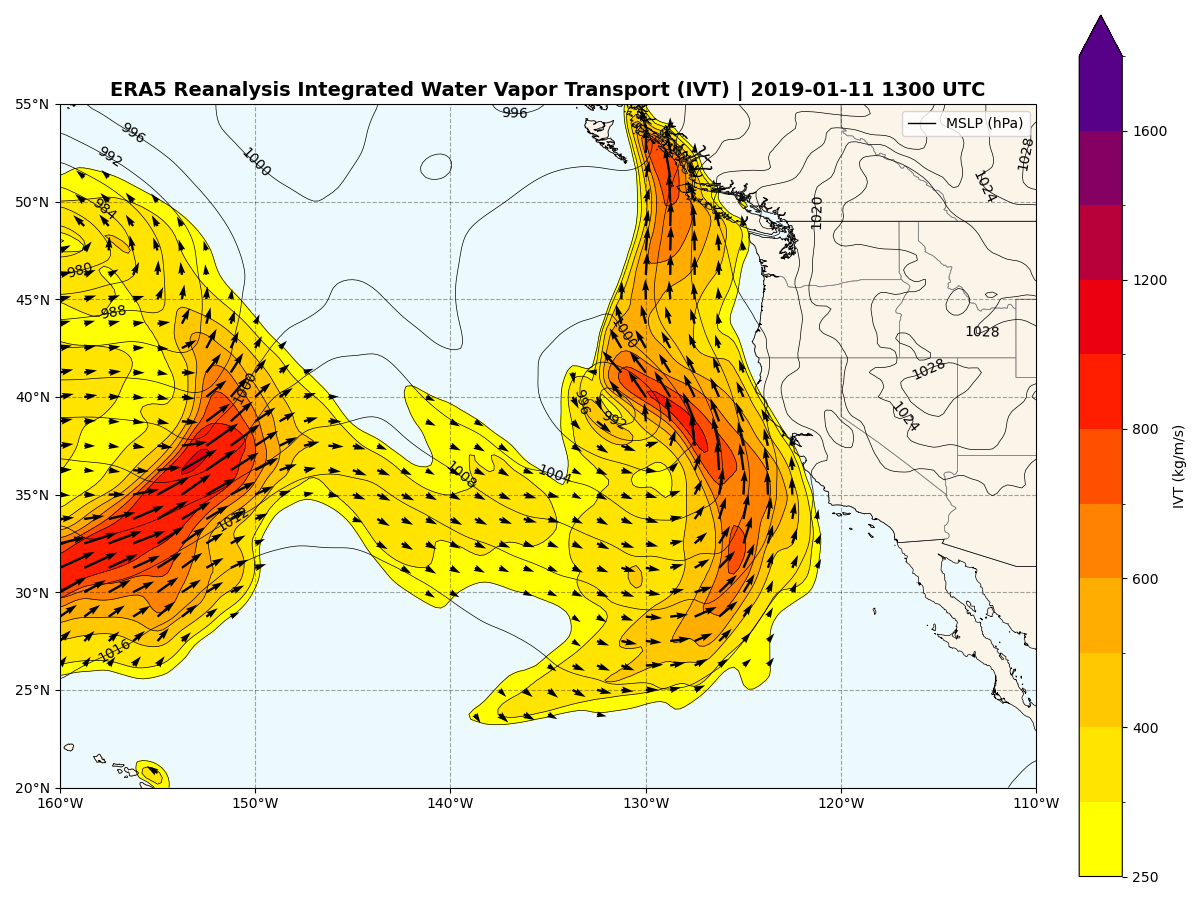 ERA5 Reanalysis Integrated Water Vapor Transport (IVT) | 2019-01-11 1300 UTC
MSLP (hPa)
55°N
50°N
45°N
40°N
35°N
30°N
25°N
20°N
160°W
150°W
140°W
130°W
120°W
110°W
996
992
984
980
988
1000
996
1000
1008
1012
1016
1008
1004
1000
996
992
1020
1024
1028
1028
1028
1024
1600
1200
800
600
400
250
IVT (kg/m/s)